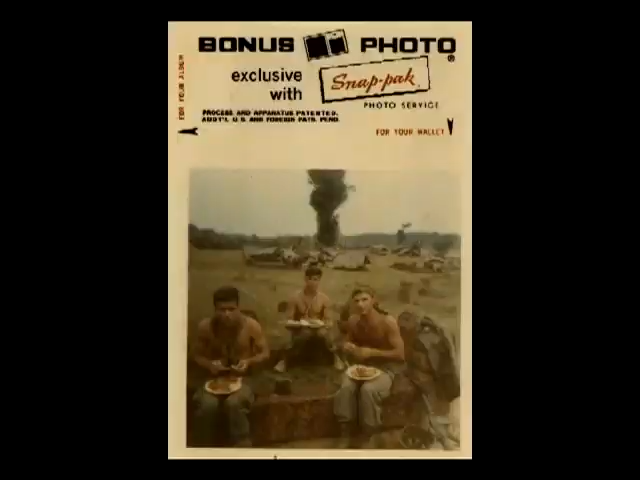 BONUS PHOTO®
exclusive
with
Snap-pak
PHOTO SERVICE
PROCESS AND APPARATUS PATENTED.
ADDT'L U.S. AND FOREIGN PATS. PEND.
FOR YOUR WALLET